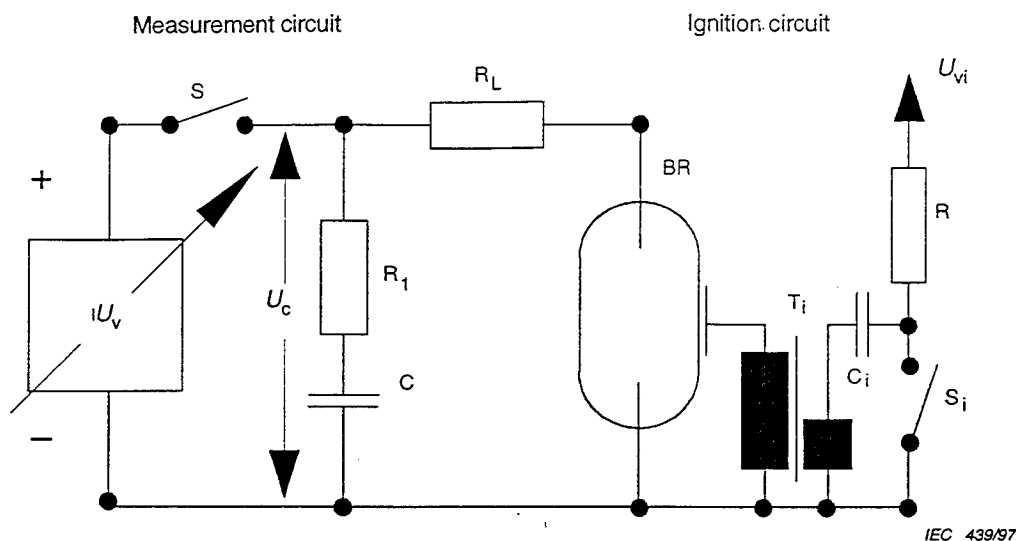 Measurement circuit
Ignition circuit
S
R_L
U_vi
+
BR
R
U_v
U_c
R_1
T_i
C
C_i
S_i
−
IEC 439/97